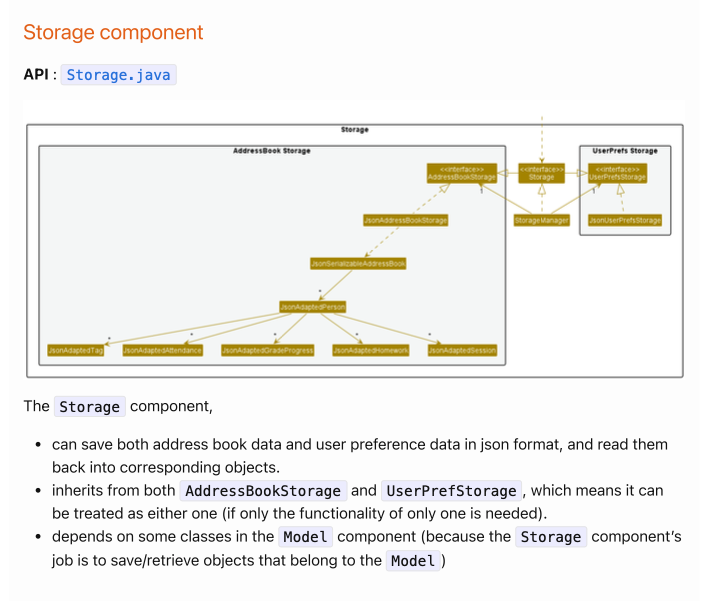 Storage component
API : Storage.java
Storage
AddressBook Storage
UserPrefs Storage
<<interface>>
AddressBookStorage
<<interface>>
Storage
<<interface>>
UserPrefsStorage
1
1
JsonAddressBookStorage
StorageManager
JsonUserPrefsStorage
JsonSerializableAddressBook
*
JsonAdaptedPerson
* * * * *
JsonAdaptedTag JsonAdaptedAttendance JsonAdaptedGradeProgress JsonAdaptedHomework JsonAdaptedSession
The Storage component,
• can save both address book data and user preference data in json format, and read them
back into corresponding objects.
• inherits from both AddressBookStorage and UserPrefStorage, which means it can
be treated as either one (if only the functionality of only one is needed).
• depends on some classes in the Model component (because the Storage component’s
job is to save/retrieve objects that belong to the Model)